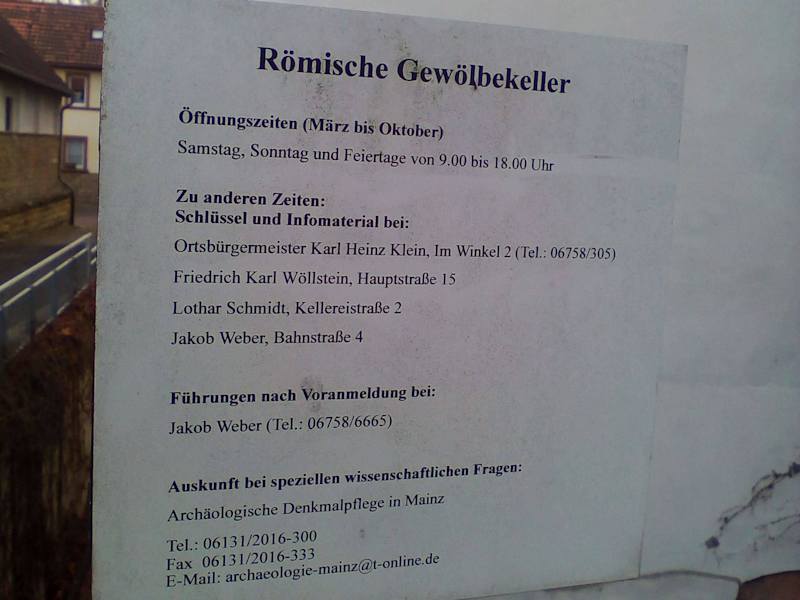 Römische Gewölbekeller
Öffnungszeiten (März bis Oktober)
Samstag, Sonntag und Feiertage von 9.00 bis 18.00 Uhr
Zu anderen Zeiten:
Schlüssel und Infomaterial bei:
Ortsbürgermeister Karl Heinz Klein, Im Winkel 2 (Tel.: 06758/305)
Friedrich Karl Wöllstein, Hauptstraße 15
Lothar Schmidt, Kellereistraße 2
Jakob Weber, Bahnstraße 4
Führungen nach Voranmeldung bei:
Jakob Weber (Tel.: 06758/6665)
Auskunft bei speziellen wissenschaftlichen Fragen:
Archäologische Denkmalpflege in Mainz
Tel.: 06131/2016-300
Fax 06131/2016-333
E-Mail: archaeologie-mainz@t-online.de